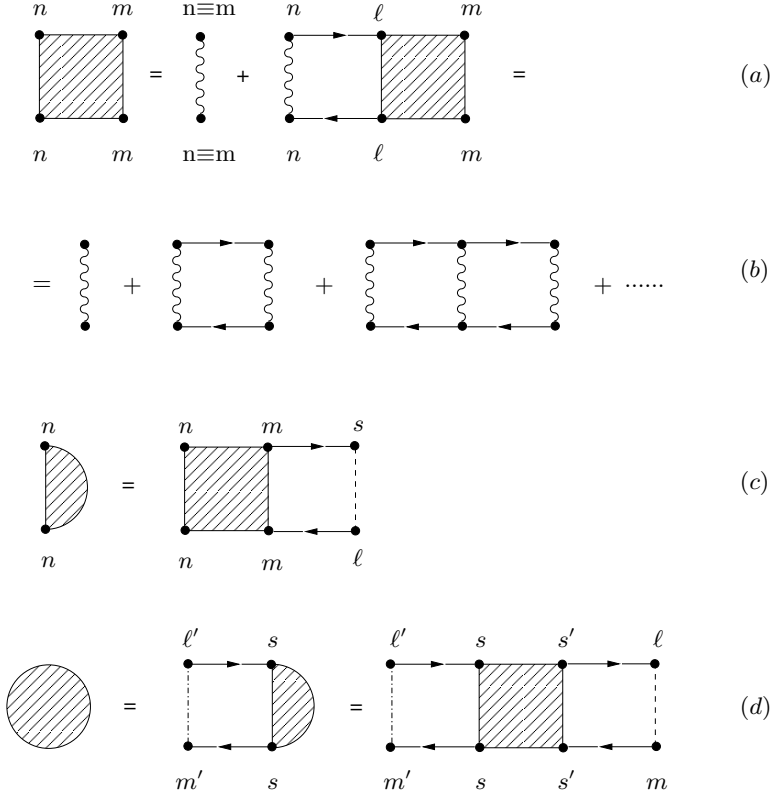 n m n≡m n ℓ m
= + = (a)
n m n≡m n ℓ m
= + + + ...... (b)
n n m s
= (c)
n n m ℓ
ℓ′ s ℓ′ s s′ ℓ
= = (d)
m′ s m′ s s′ m